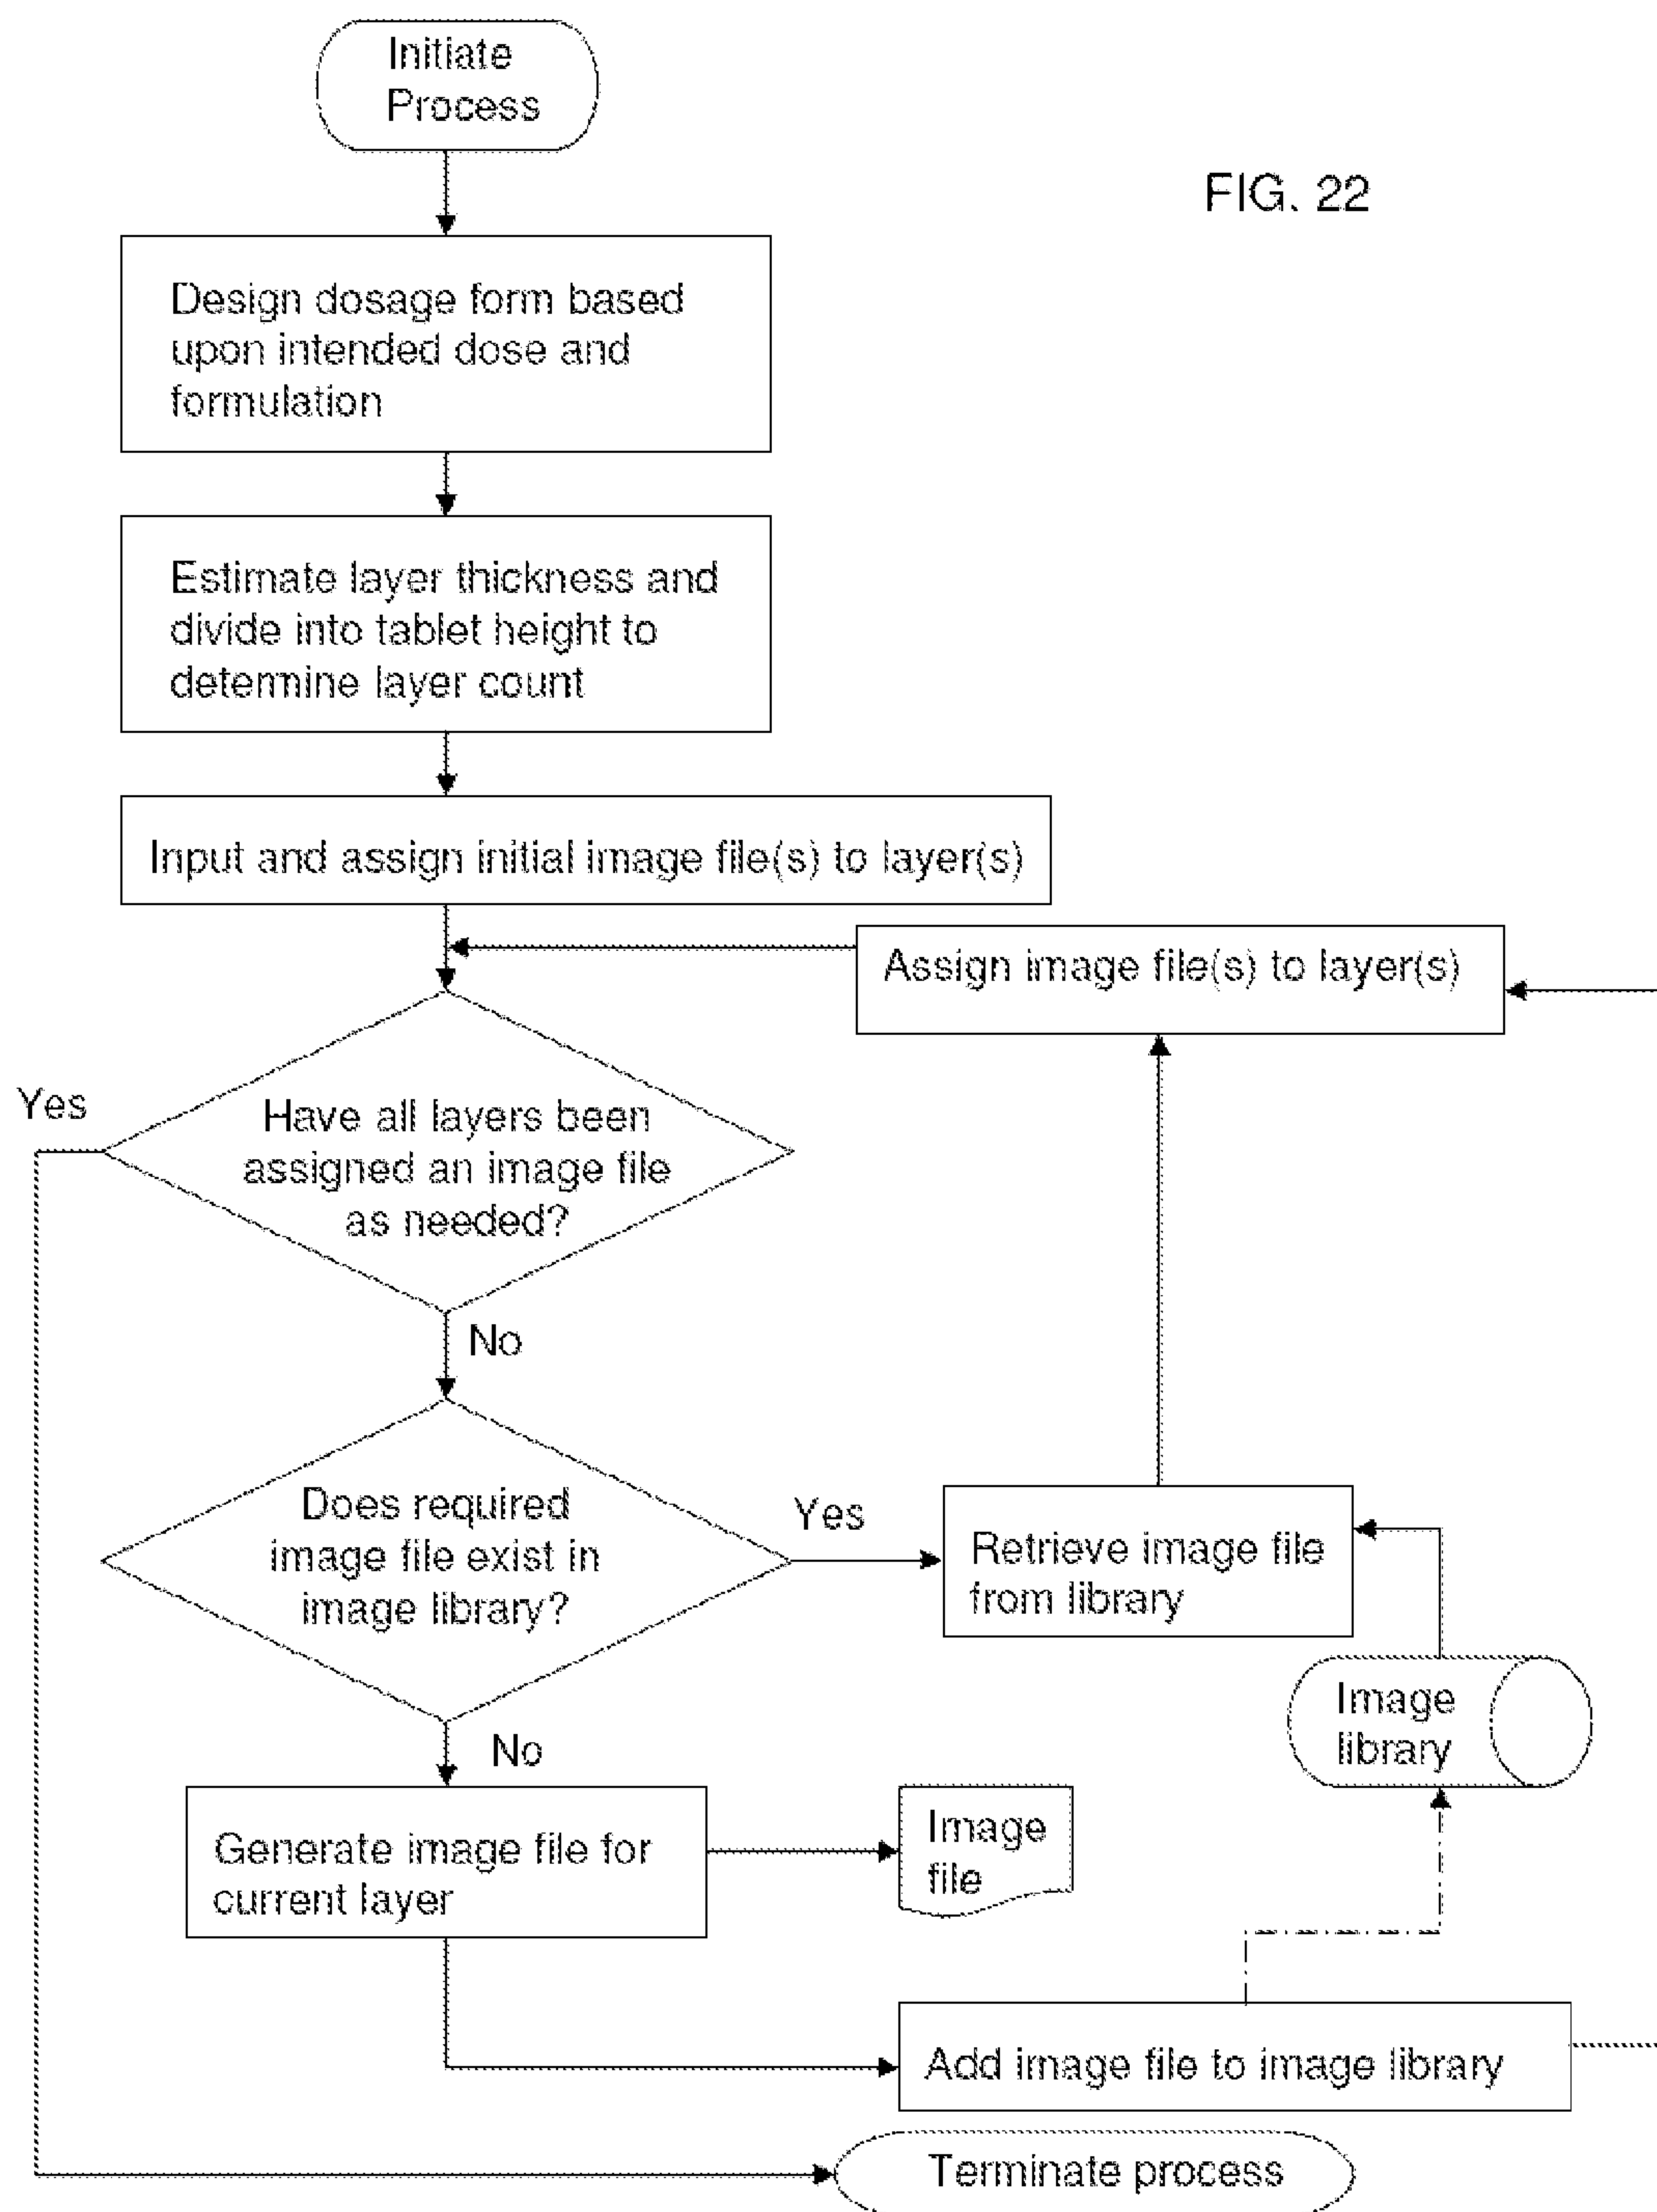 Initiate
Process
FIG. 22
Design dosage form based
upon intended dose and
formulation
Estimate layer thickness and
divide into tablet height to
determine layer count
Input and assign initial image file(s) to layer(s)
Assign image file(s) to layer(s)
Yes
Have all layers been
assigned an image file
as needed?
No
Does required
image file exist in
image library?
Yes
Retrieve image file
from library
Image
library
No
Generate image file for
current layer
Image
file
Add image file to image library
Terminate process